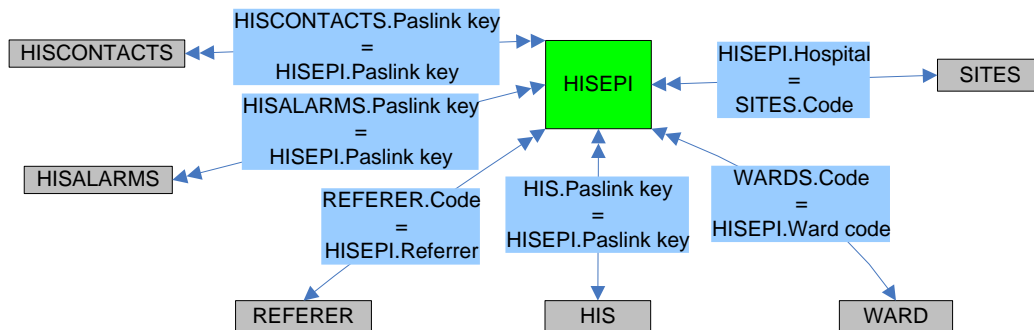 HISCONTACTS
HISCONTACTS.Paslink key
=
HISEPI.Paslink key
HISEPI
HISEPI.Hospital
=
SITES.Code
SITES
HISALARMS.Paslink key
=
HISEPI.Paslink key
HISALARMS
REFERER.Code
=
HISEPI.Referrer
HIS.Paslink key
=
HISEPI.Paslink key
WARDS.Code
=
HISEPI.Ward code
REFERER
HIS
WARD